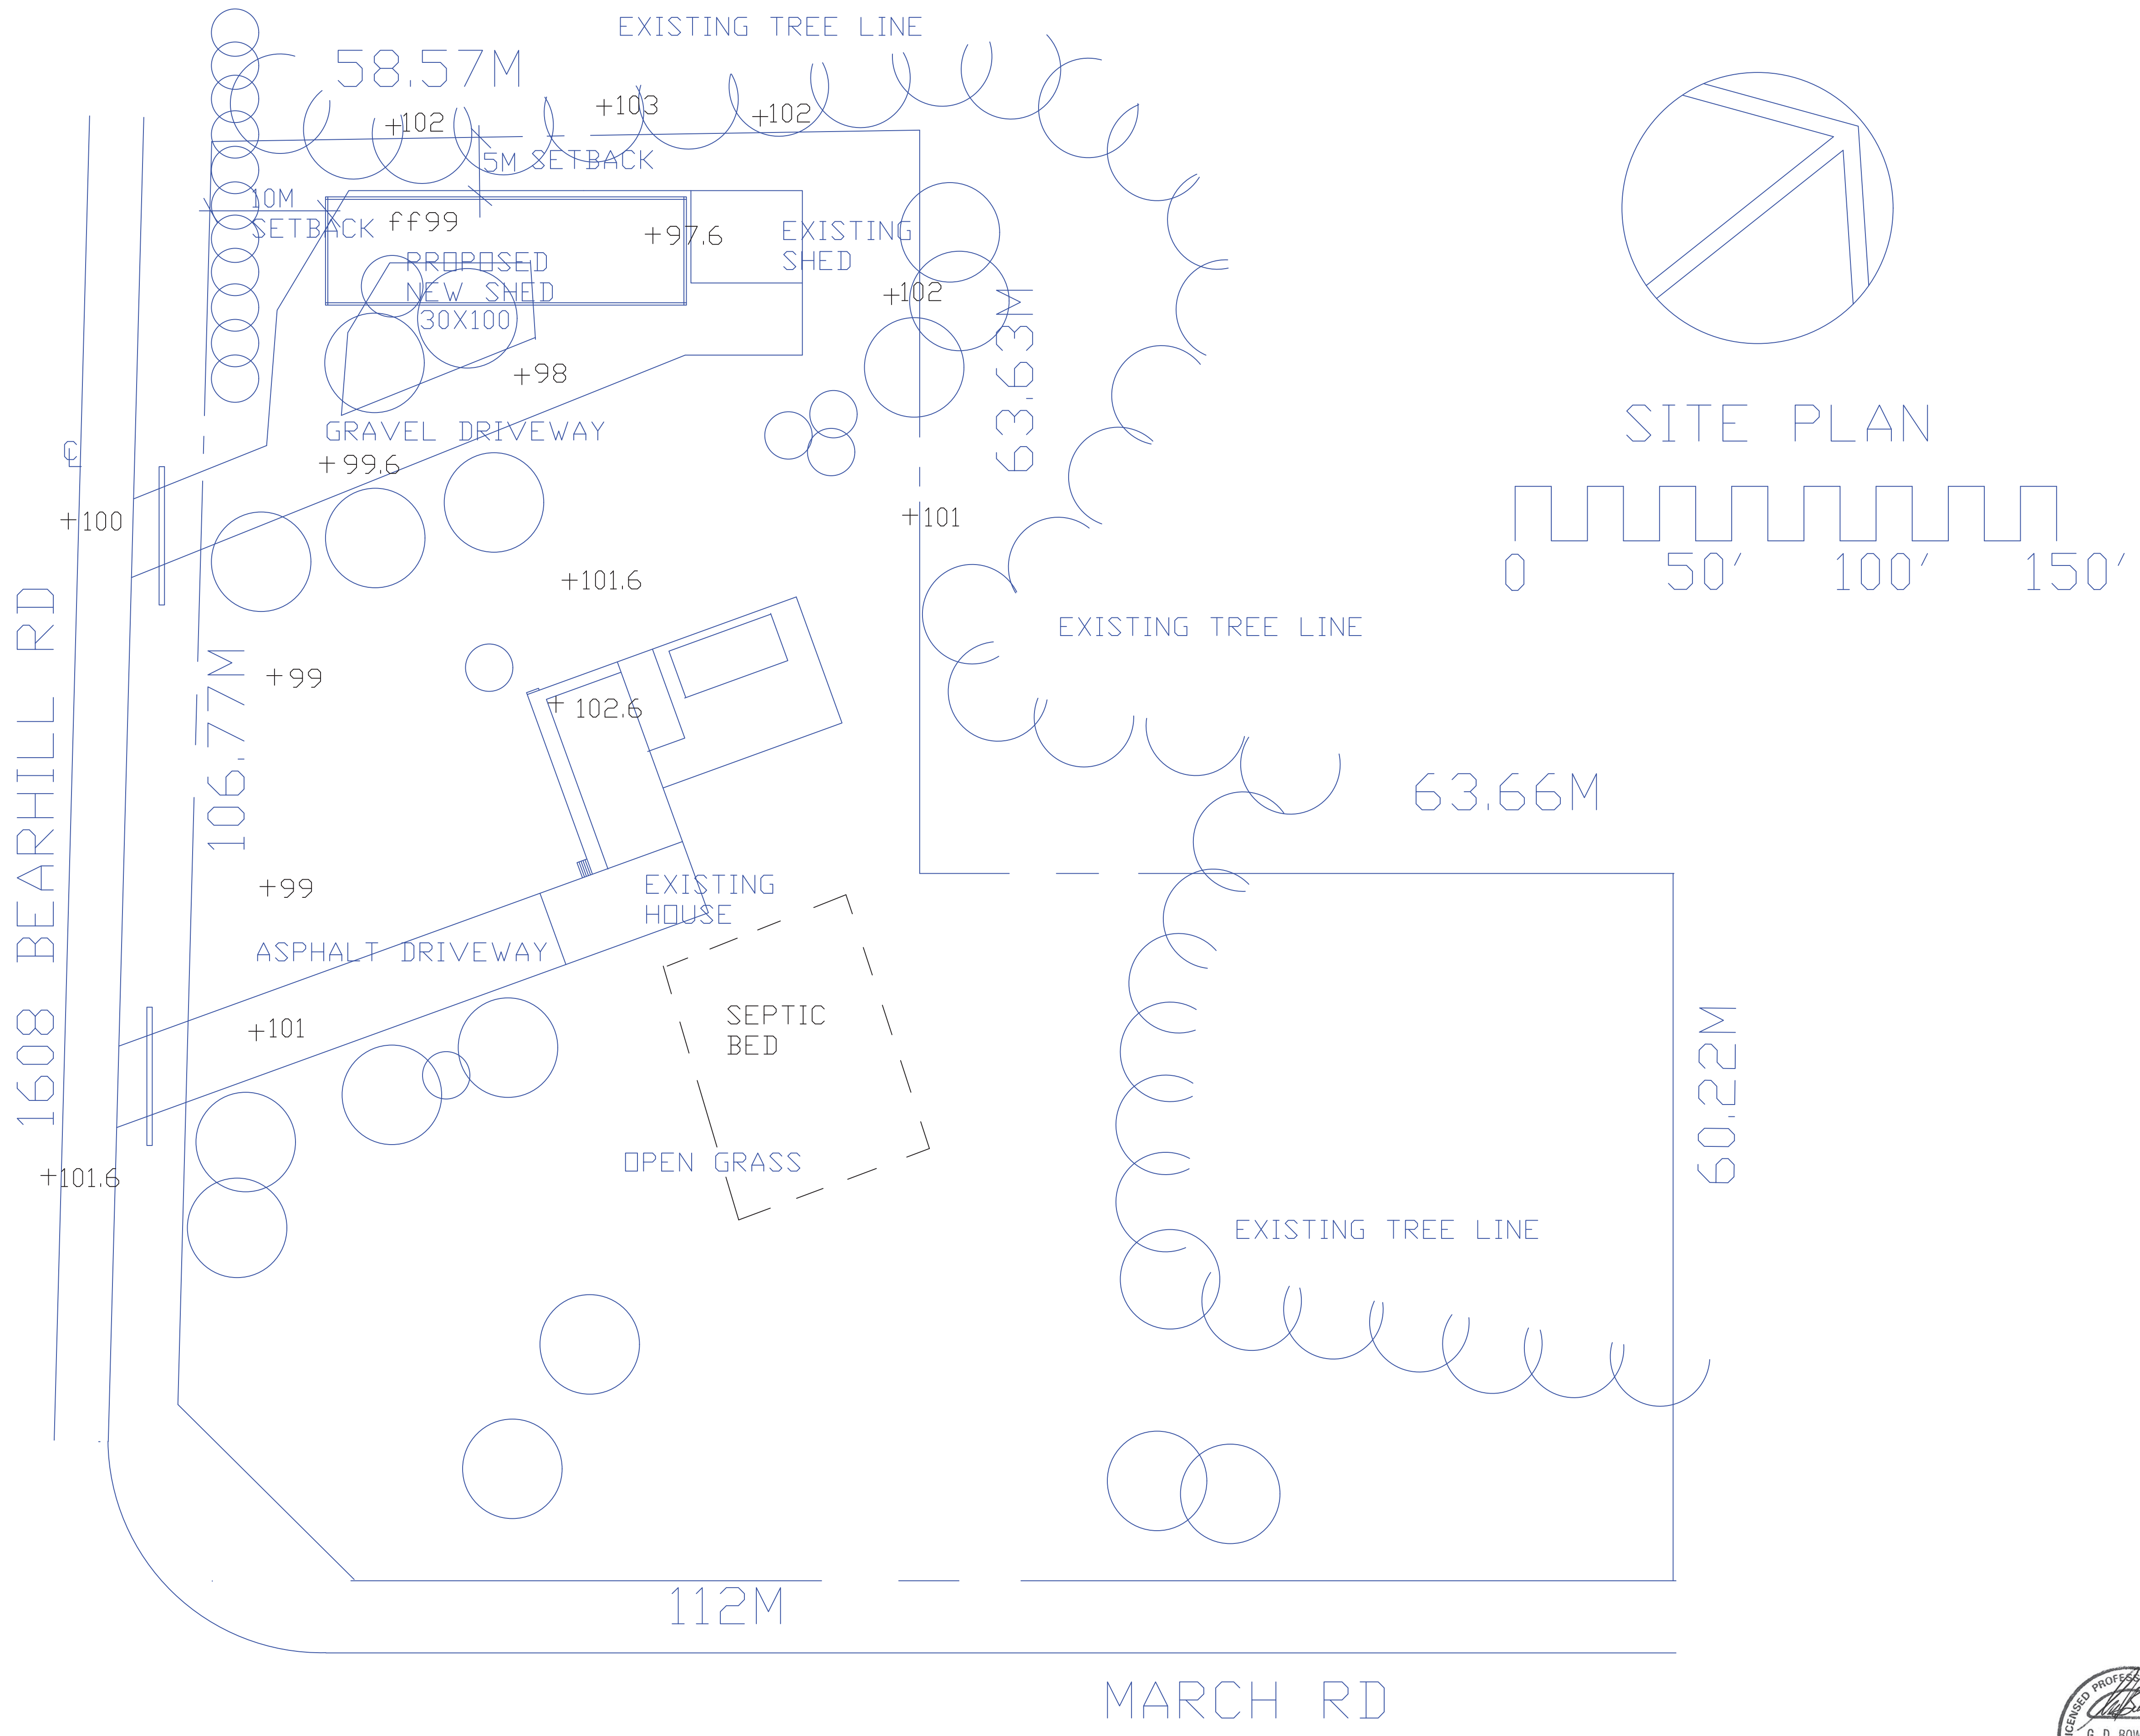 EXISTING TREE LINE
58.57M
+103
+102
+102
5M SETBACK
10M
SETBACK
ff99
+97.6
EXISTING
SHED
PROPOSED
NEW SHED
30X100
+102
63.63M
+98
GRAVEL DRIVEWAY
+99.6
℄
+100
+101
SITE PLAN
0
50'
100'
150'
+101.6
EXISTING TREE LINE
+99
106.77M
+102.6
1608 BEARHILL RD
63.66M
+99
EXISTING
HOUSE
ASPHALT DRIVEWAY
SEPTIC
BED
+101
60.22M
OPEN GRASS
+101.6
EXISTING TREE LINE
112M
MARCH RD